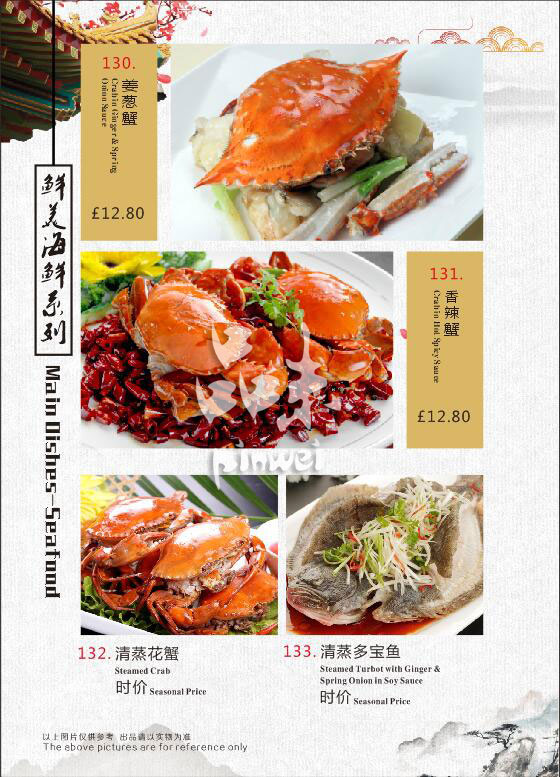 鲜美海鲜系列
Main Dishes-Seafood
130.
姜葱蟹
Crab in Ginger & Spring
Onion Sauce
£12.80
131.
香辣蟹
Crab in Hot Spicy Sauce
£12.80
品味
pinwei
132. 清蒸花蟹
Steamed Crab
时价 Seasonal Price
133. 清蒸多宝鱼
Steamed Turbot with Ginger &
Spring Onion in Soy Sauce
时价 Seasonal Price
以上图片仅供参考 出品请以实物为准
The above pictures are for reference only